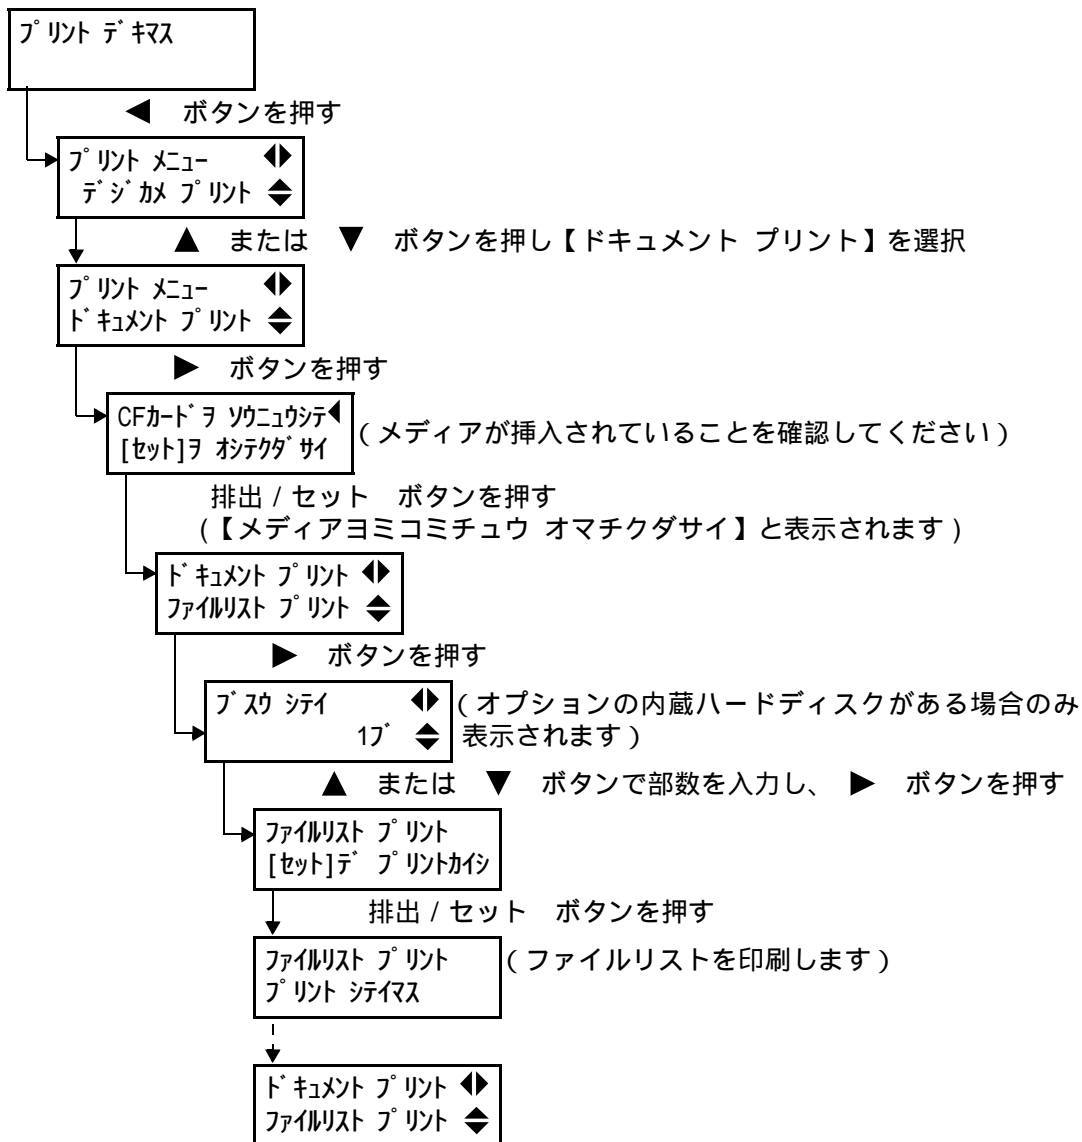 ﾌﾟﾘﾝﾄ ﾃﾞｷﾏｽ
◀ ボタンを押す
ﾌﾟﾘﾝﾄ ﾒﾆｭｰ ◀▶
ﾃﾞｼﾞｶﾒ ﾌﾟﾘﾝﾄ ▲▼
▲ または ▼ ボタンを押し【ドキュメント プリント】を選択
ﾌﾟﾘﾝﾄ ﾒﾆｭｰ ◀▶
ﾄﾞｷｭﾒﾝﾄ ﾌﾟﾘﾝﾄ ▲▼
▶ ボタンを押す
CFｶｰﾄﾞｦ ｿｳﾆｭｳｼﾃ◀
[ｾｯﾄ]ｦ ｵｼﾃｸﾀﾞｻｲ
（メディアが挿入されていることを確認してください）
排出 / セット ボタンを押す
(【メディアヨミコミチュウ オマチクダサイ】と表示されます)
ﾄﾞｷｭﾒﾝﾄ ﾌﾟﾘﾝﾄ ◀▶
ﾌｧｲﾙﾘｽﾄ ﾌﾟﾘﾝﾄ ▲▼
▶ ボタンを押す
ﾌﾞｽｳ ｼﾃｲ ◀▶
1ﾌﾞ ▲▼
（オプションの内蔵ハードディスクがある場合のみ
表示されます）
▲ または ▼ ボタンで部数を入力し、 ▶ ボタンを押す
ﾌｧｲﾙﾘｽﾄ ﾌﾟﾘﾝﾄ
[ｾｯﾄ]ﾃﾞ ﾌﾟﾘﾝﾄｶｲｼ
排出 / セット ボタンを押す
ﾌｧｲﾙﾘｽﾄ ﾌﾟﾘﾝﾄ
ﾌﾟﾘﾝﾄ ｼﾃｲﾏｽ
（ファイルリストを印刷します）
ﾄﾞｷｭﾒﾝﾄ ﾌﾟﾘﾝﾄ ◀▶
ﾌｧｲﾙﾘｽﾄ ﾌﾟﾘﾝﾄ ▲▼